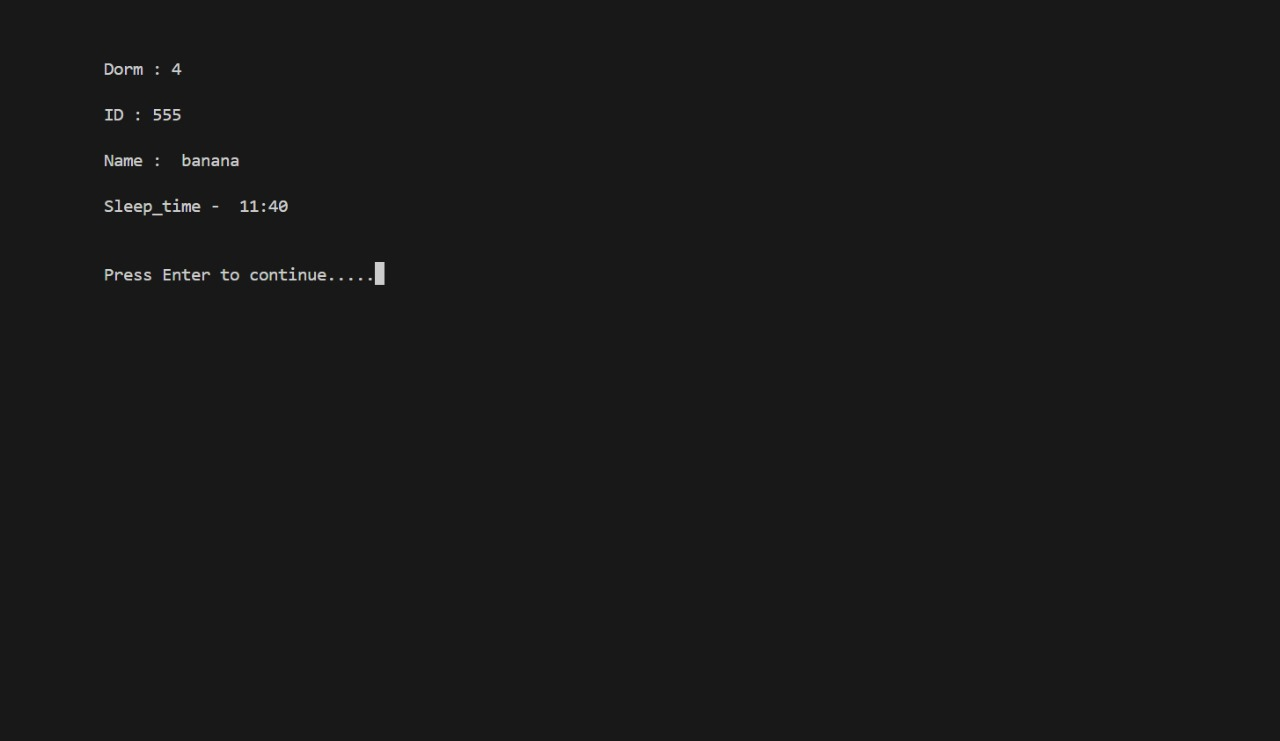 Dorm : 4
ID : 555
Name :  banana
Sleep_time -  11:40
Press Enter to continue.....